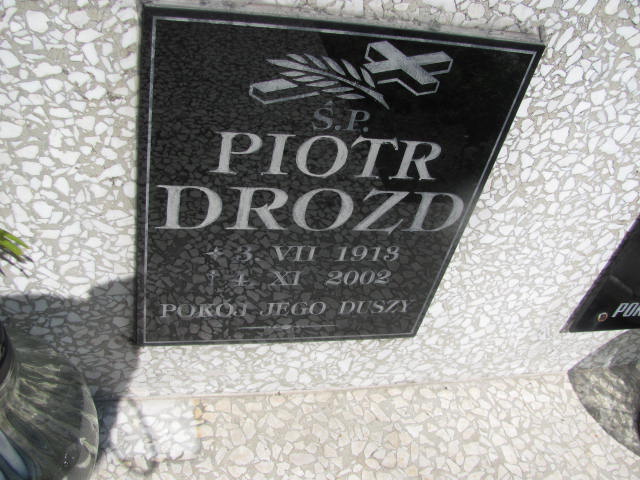 Ś.P.
PIOTR
DROZD
* 3. VII 1913
† 4. XI 2002
POKÓJ JEGO DUSZY